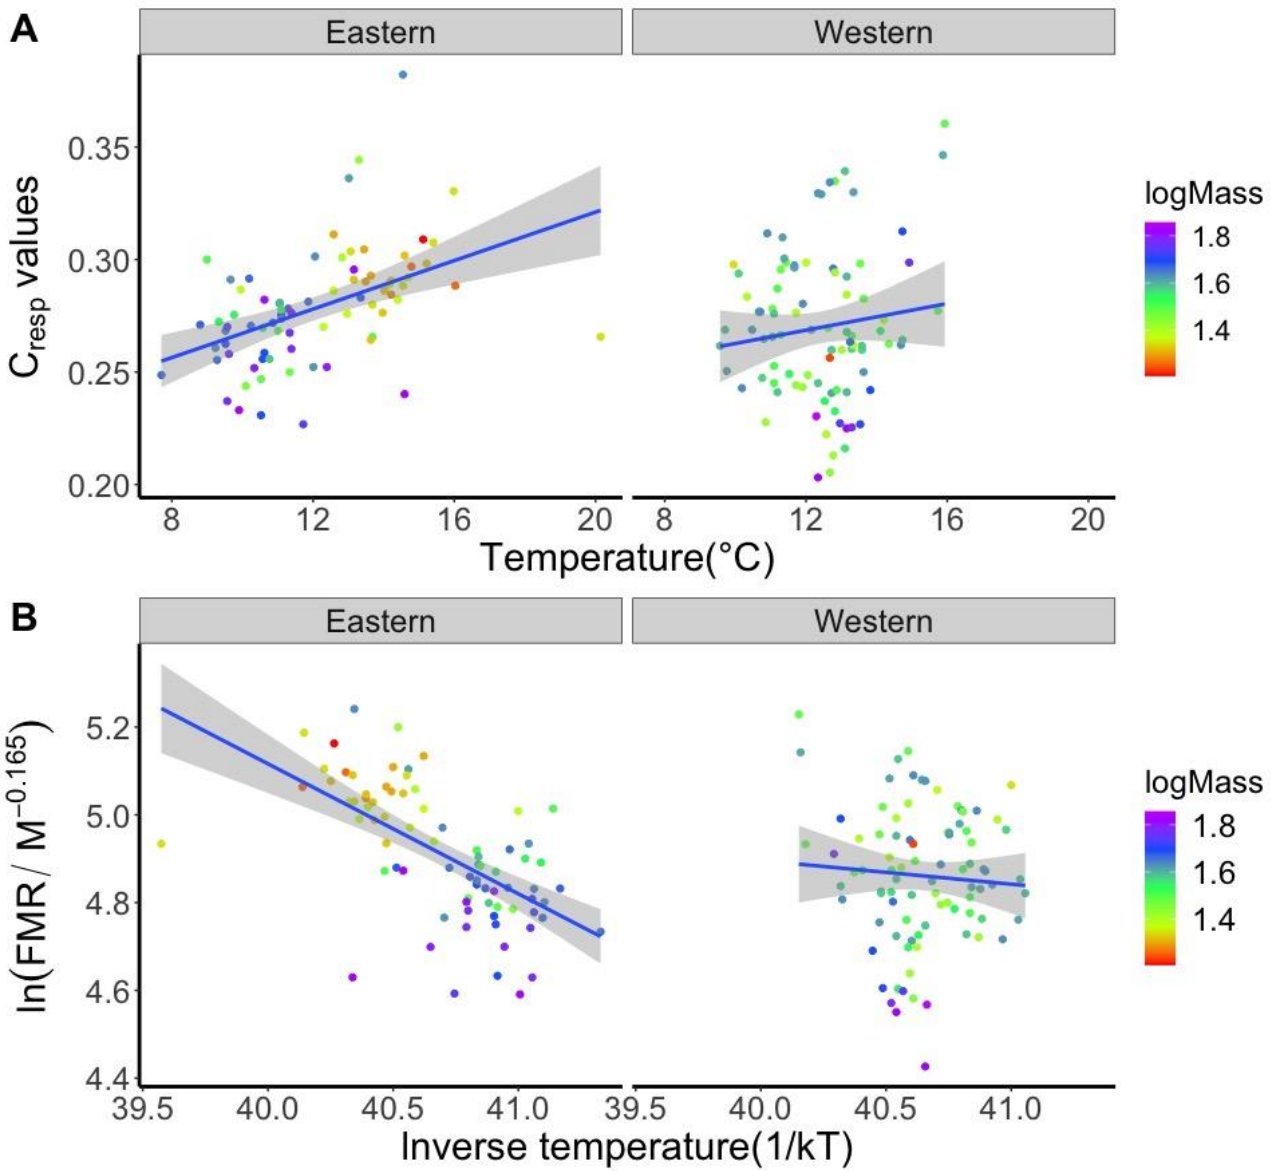 A
Eastern
Western
0.35
0.30
0.25
0.20
C_resp values
8 12 16 20 8 12 16 20
Temperature(°C)
logMass
1.8
1.6
1.4
B
Eastern
Western
5.2
5.0
4.8
4.6
4.4
ln(FMR/ M^−0.165)
39.5 40.0 40.5 41.0 39.5 40.0 40.5 41.0
Inverse temperature(1/kT)
logMass
1.8
1.6
1.4